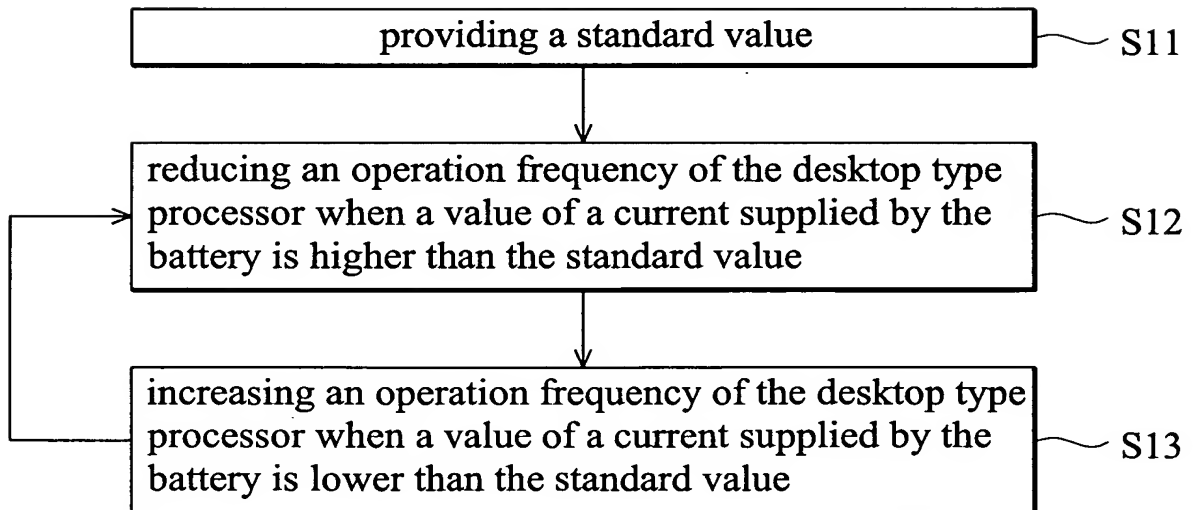 providing a standard value
S11
reducing an operation frequency of the desktop type
processor when a value of a current supplied by the
battery is higher than the standard value
S12
increasing an operation frequency of the desktop type
processor when a value of a current supplied by the
battery is lower than the standard value
S13